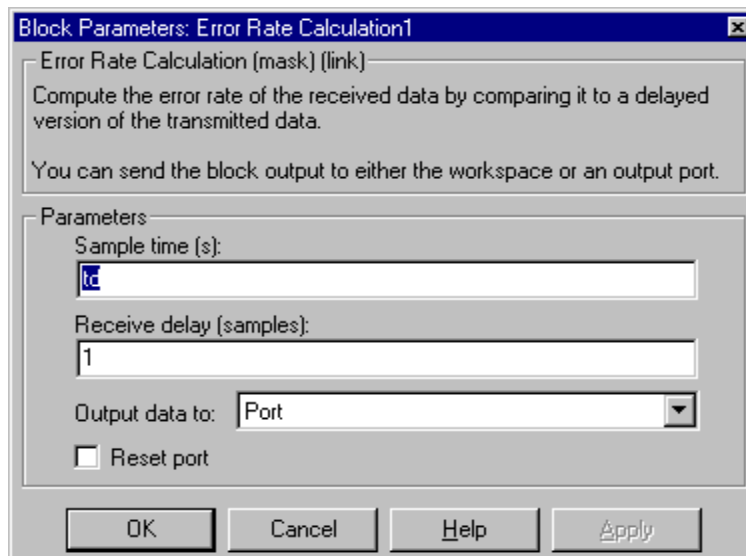 Block Parameters: Error Rate Calculation1
Error Rate Calculation (mask) (link)
Compute the error rate of the received data by comparing it to a delayed
version of the transmitted data.
You can send the block output to either the workspace or an output port.
Parameters
Sample time (s):
td
Receive delay (samples):
1
Output data to: Port
Reset port
OK Cancel Help Apply